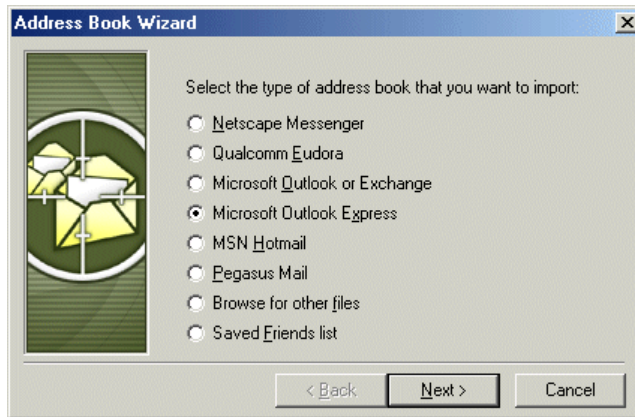 Address Book Wizard
Select the type of address book that you want to import:
Netscape Messenger
Qualcomm Eudora
Microsoft Outlook or Exchange
Microsoft Outlook Express
MSN Hotmail
Pegasus Mail
Browse for other files
Saved Friends list
< Back
Next >
Cancel